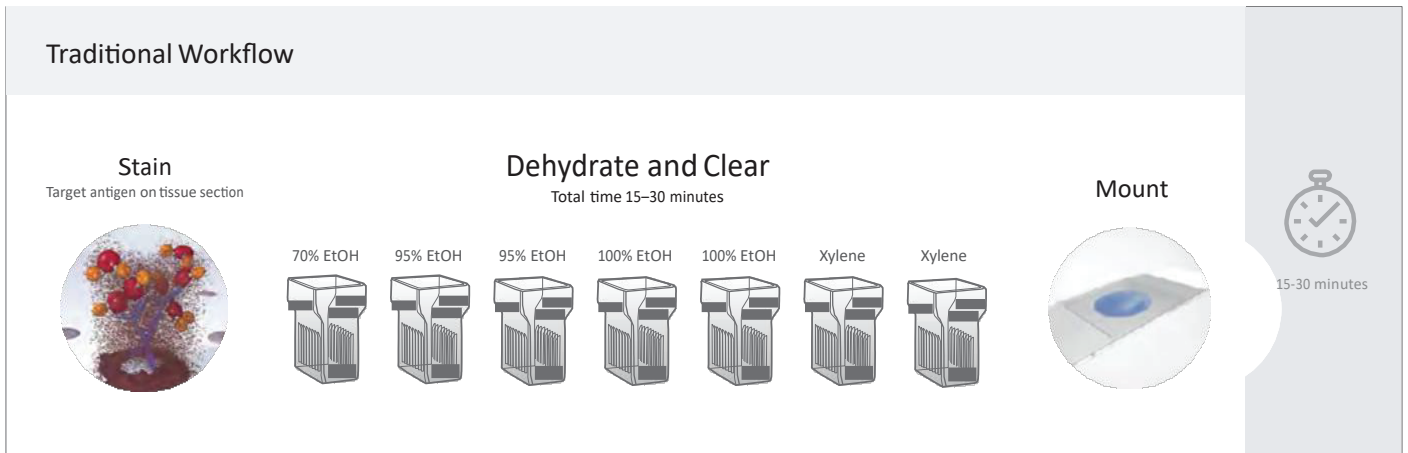 Traditional Workflow
Stain
Target antigen on tissue section
Dehydrate and Clear
Total time 15–30 minutes
70% EtOH
95% EtOH
95% EtOH
100% EtOH
100% EtOH
Xylene
Xylene
Mount
15-30 minutes